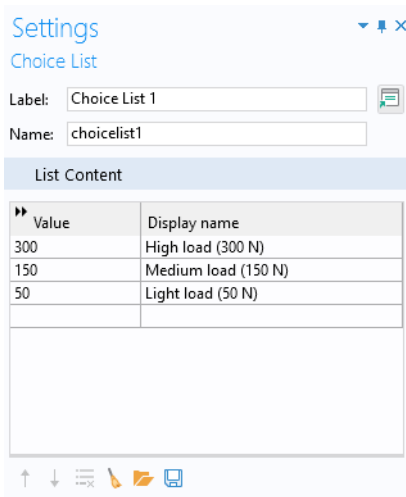 Settings
Choice List
Label: Choice List 1
Name: choicelist1
List Content
Value Display name
300 High load (300 N)
150 Medium load (150 N)
50 Light load (50 N)